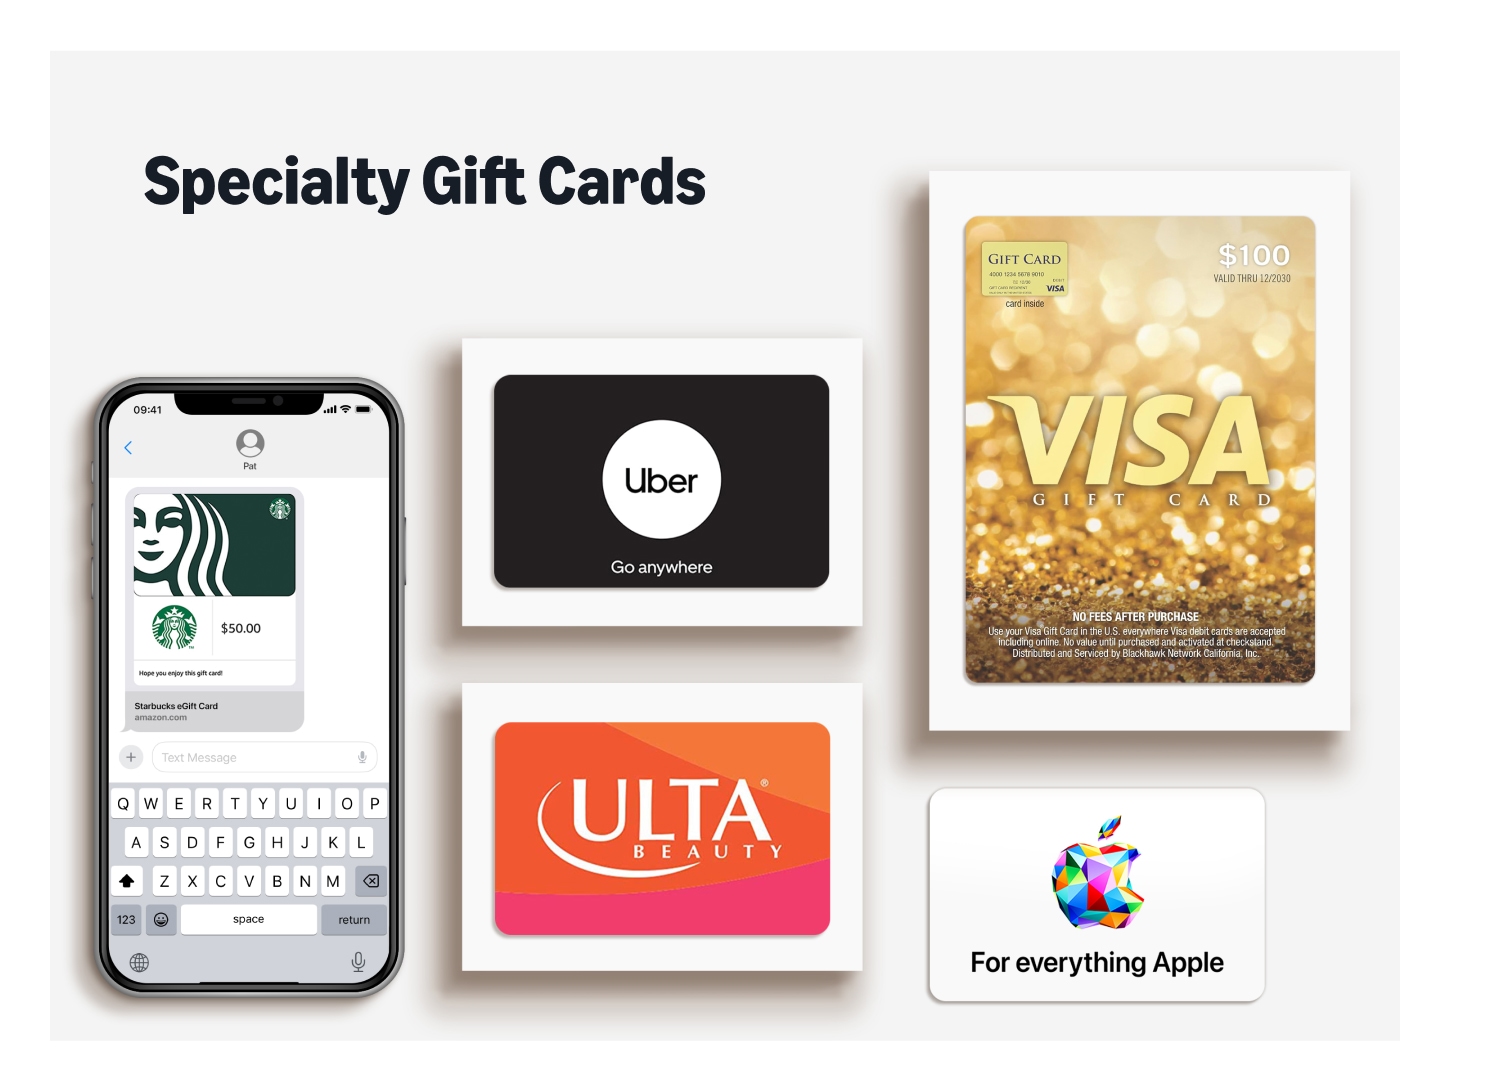 Specialty Gift Cards
09:41
Pat
$50.00
Hope you enjoy this gift card!
Starbucks eGift Card
amazon.com
+
Text Message
Q W E R T Y U I O P
A S D F G H J K L
Z X C V B N M
123
space
return
Uber
Go anywhere
ULTA®
BEAUTY
GIFT CARD
4000 1234 5678 9010
VISA
card inside
$100
VALID THRU 12/2030
VISA
GIFT CARD
NO FEES AFTER PURCHASE
Use your Visa Gift Card in the U.S. everywhere Visa debit cards are accepted
including online. No value until purchased and activated at checkstand.
Distributed and Serviced by Blackhawk Network California, Inc.
For everything Apple